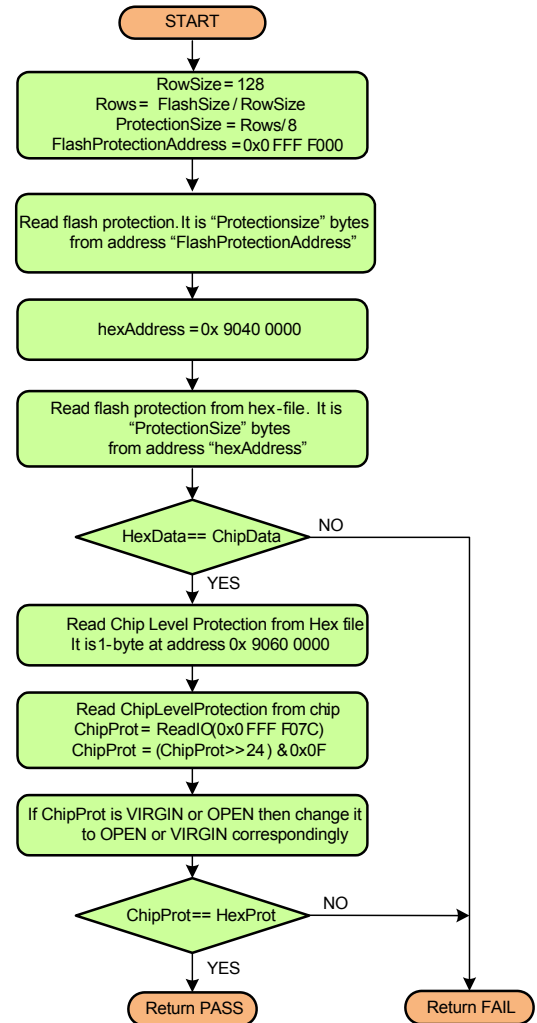 START
RowSize = 128
Rows = FlashSize / RowSize
ProtectionSize = Rows/8
FlashProtectionAddress = 0x0 FFF F000
Read flash protection. It is “Protectionsize” bytes
from address “FlashProtectionAddress”
hexAddress = 0x 9040 0000
Read flash protection from hex-file. It is
“ProtectionSize” bytes
from address “hexAddress”
HexData== ChipData
NO
YES
Read Chip Level Protection from Hex file
It is 1-byte at address 0x 9060 0000
Read ChipLevelProtection from chip
ChipProt = ReadIO(0x0 FFF F07C)
ChipProt = (ChipProt>>24) & 0x0F
If ChipProt is VIRGIN or OPEN then change it
to OPEN or VIRGIN correspondingly
ChipProt== HexProt
NO
YES
Return PASS
Return FAIL